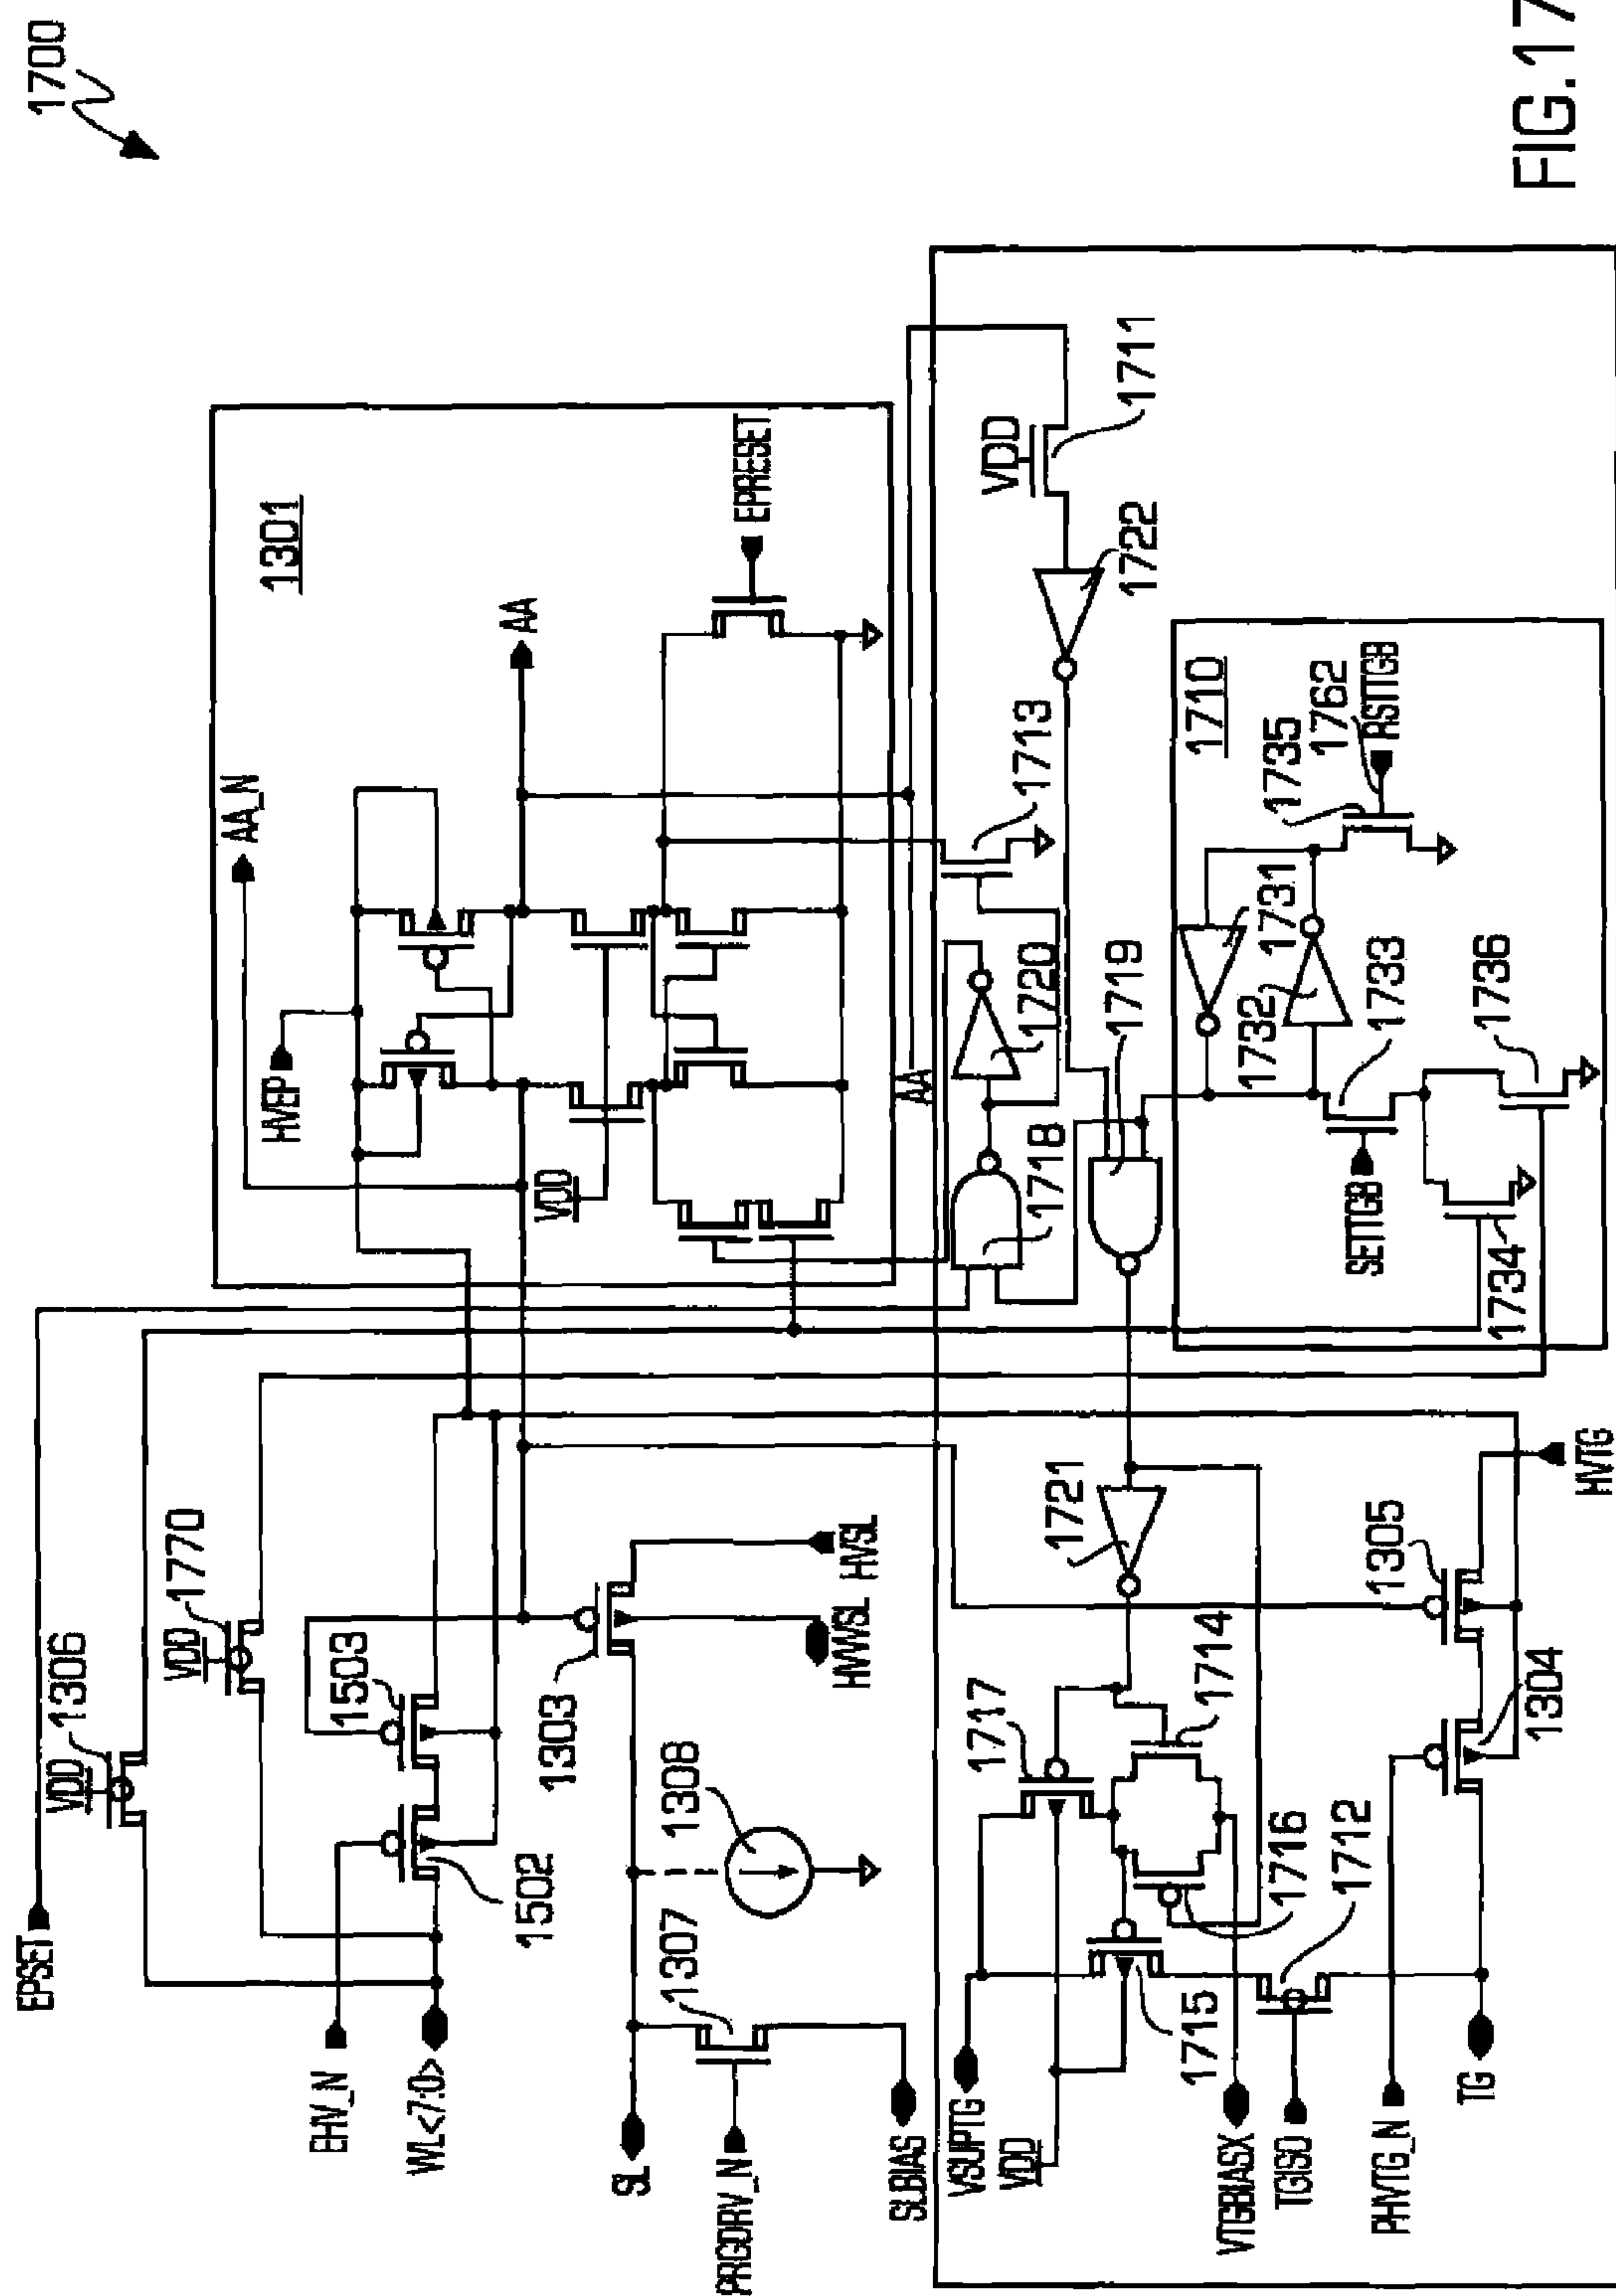 1700
FIG.17
1301
AA_N
AA
HVEP
VDD
EPRESET
EPSET
VDD
1306
VDD
1770
EHV_N
WL<7:0>
1503
1502
1303
SL
1308
1307
HVSL
HVWSL
PRGDRV_N
SLBIAS
AA
1713
VDD
1711
1722
1720
1718
1719
1710
1735
1762
RSTTGB
1731
1732
1733
SETTGB
1736
1734
1721
1717
1714
1716
1712
1715
VSUPTG
VDD
VTGBIASX
TGISO
PHVTG_N
TG
1305
1304
HVTG